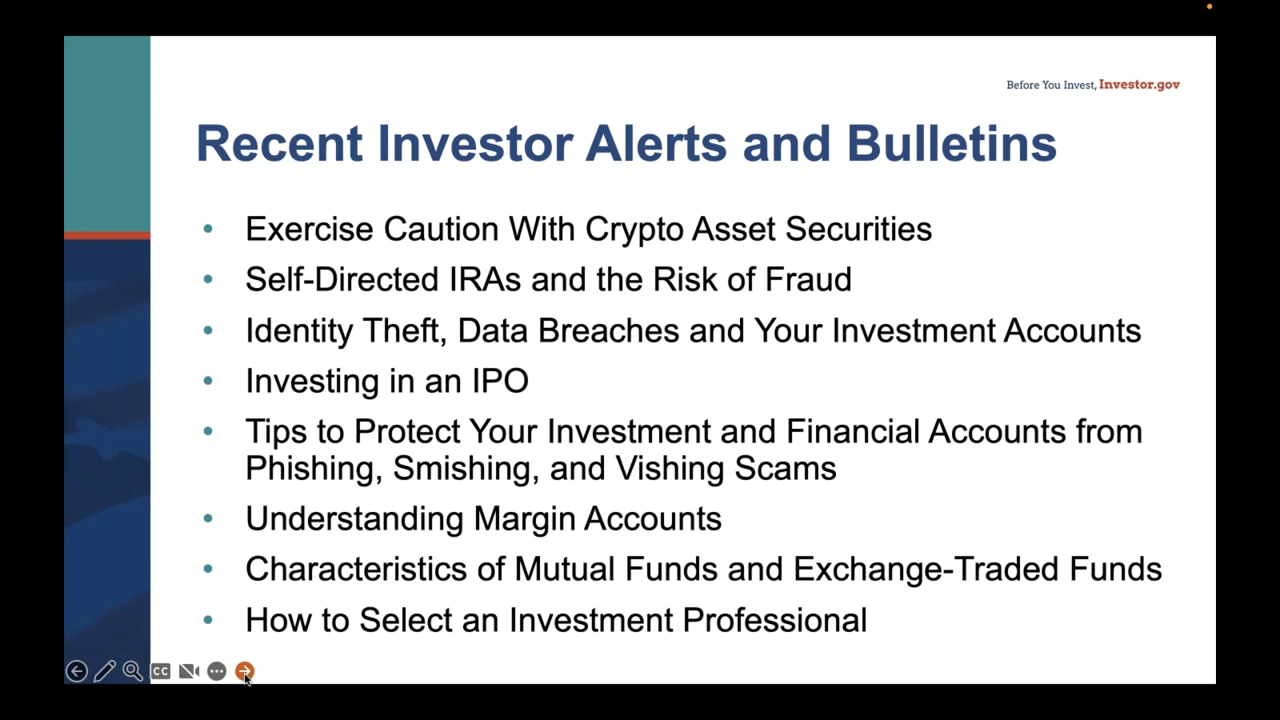 Before You Invest, Investor.gov
Recent Investor Alerts and Bulletins
• Exercise Caution With Crypto Asset Securities
• Self-Directed IRAs and the Risk of Fraud
• Identity Theft, Data Breaches and Your Investment Accounts
• Investing in an IPO
• Tips to Protect Your Investment and Financial Accounts from
Phishing, Smishing, and Vishing Scams
• Understanding Margin Accounts
• Characteristics of Mutual Funds and Exchange-Traded Funds
• How to Select an Investment Professional
CC